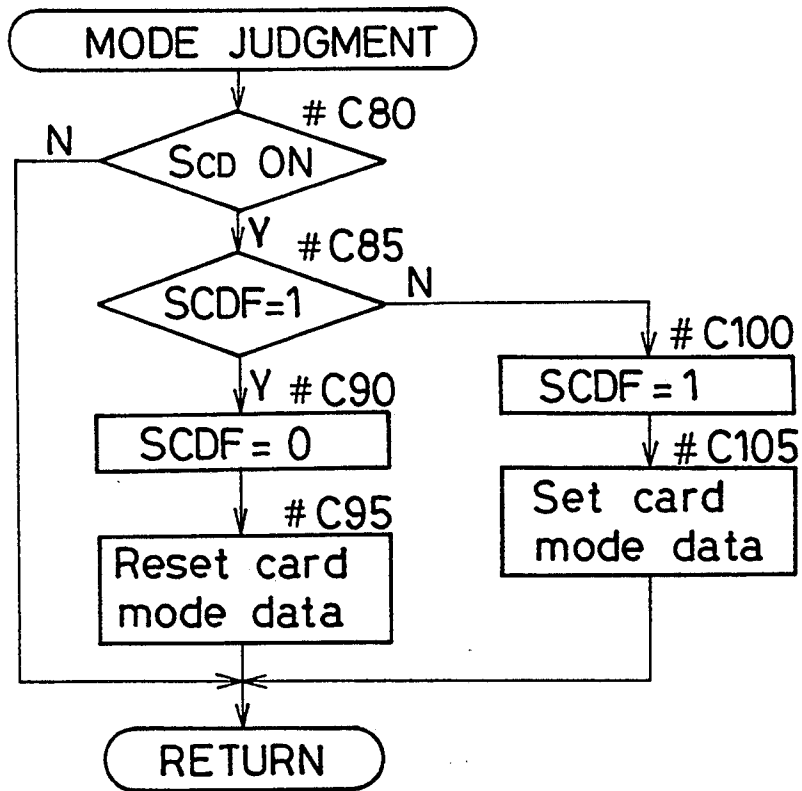 MODE JUDGMENT
# C80
N
SCD ON
Y
# C85
SCDF=1
N
# C100
SCDF = 1
Y
# C90
SCDF = 0
# C105
Set card
mode data
# C95
Reset card
mode data
RETURN